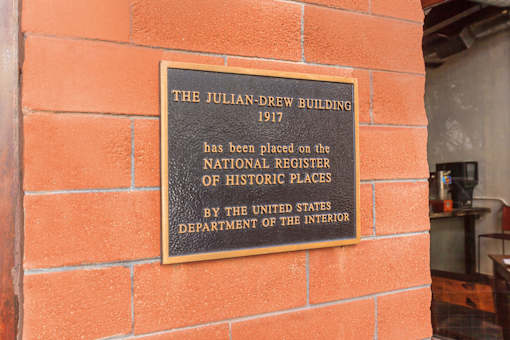 THE JULIAN-DREW BUILDING
1917
has been placed on the
NATIONAL REGISTER
OF HISTORIC PLACES
BY THE UNITED STATES
DEPARTMENT OF THE INTERIOR